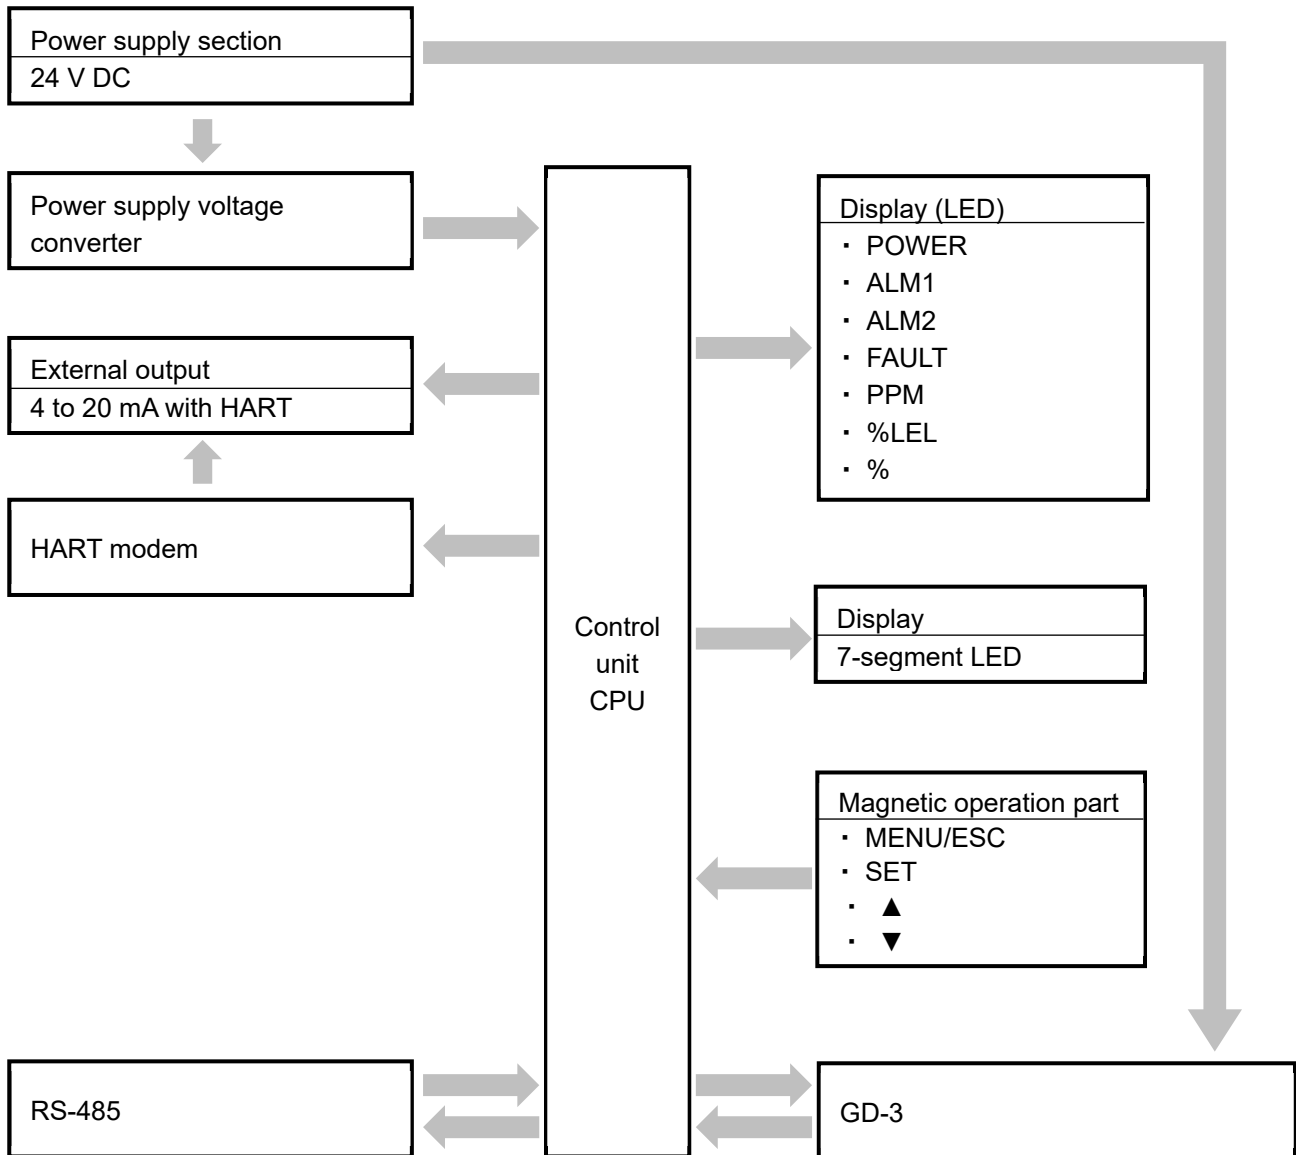 Power supply section
24 V DC
Power supply voltage
converter
External output
4 to 20 mA with HART
HART modem
RS-485
Control
unit
CPU
Display (LED)
・ POWER
・ ALM1
・ ALM2
・ FAULT
・ PPM
・ %LEL
・ %
Display
7-segment LED
Magnetic operation part
・ MENU/ESC
・ SET
・ ▲
・ ▼
GD-3